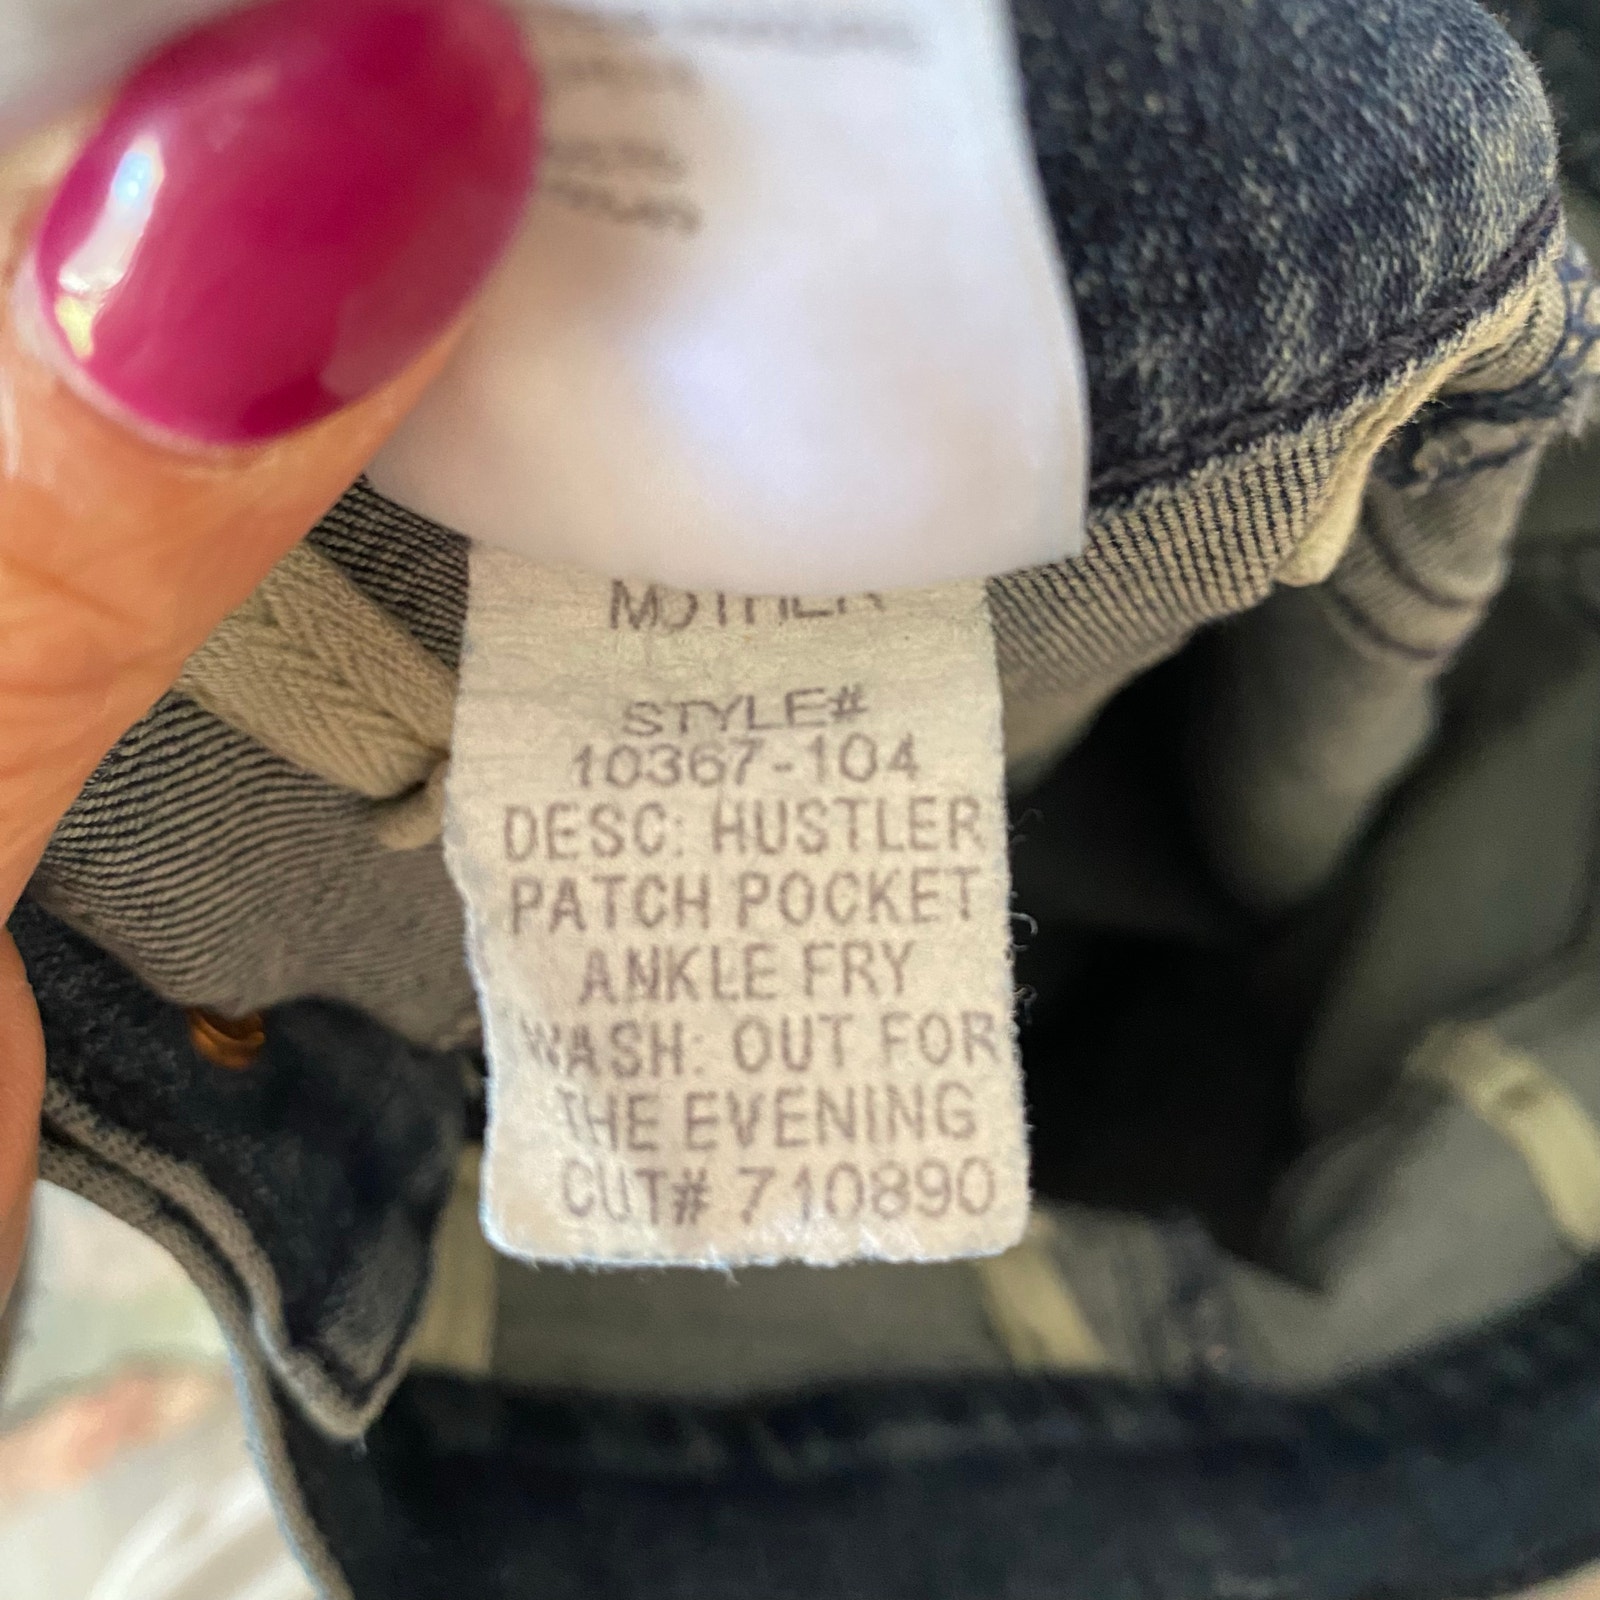 MOTHER
STYLE#
10367-104
DESC: HUSTLER
PATCH POCKET
ANKLE FRY
WASH: OUT FOR
THE EVENING
CUT# 710890